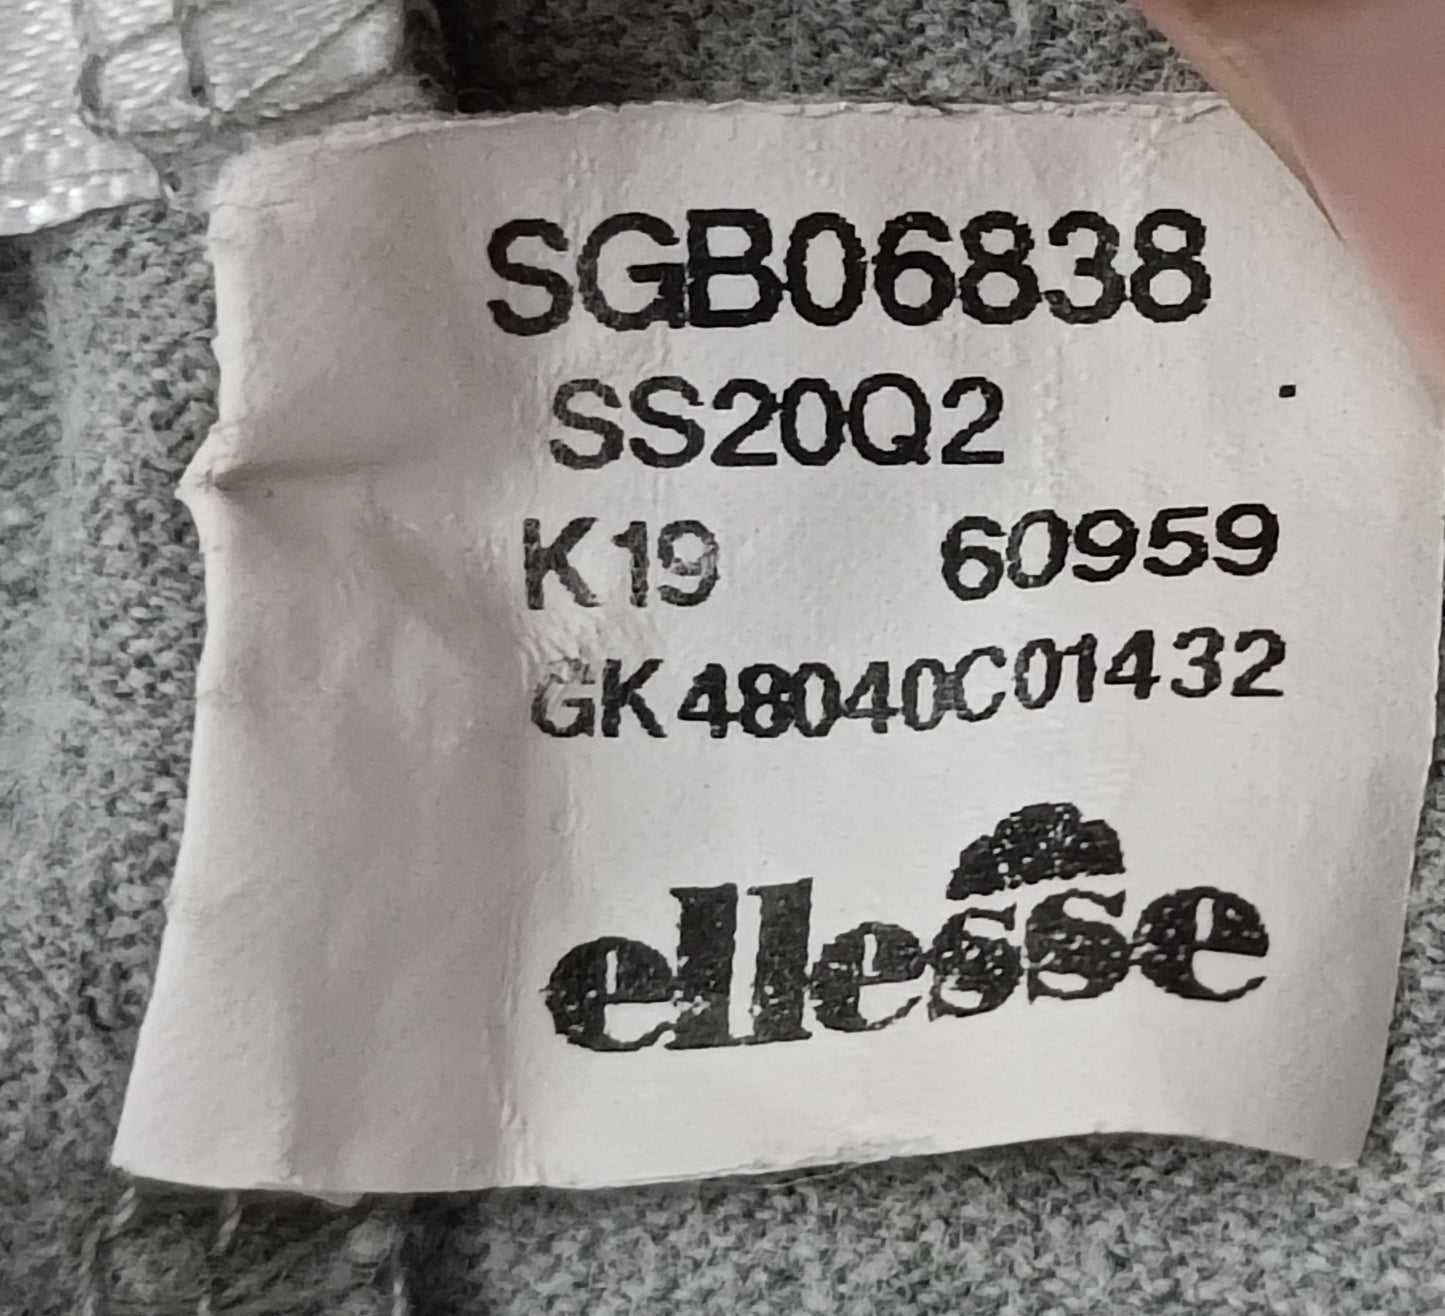 SGB06838
SS20Q2
K19 60959
GK48040C01432
ellesse